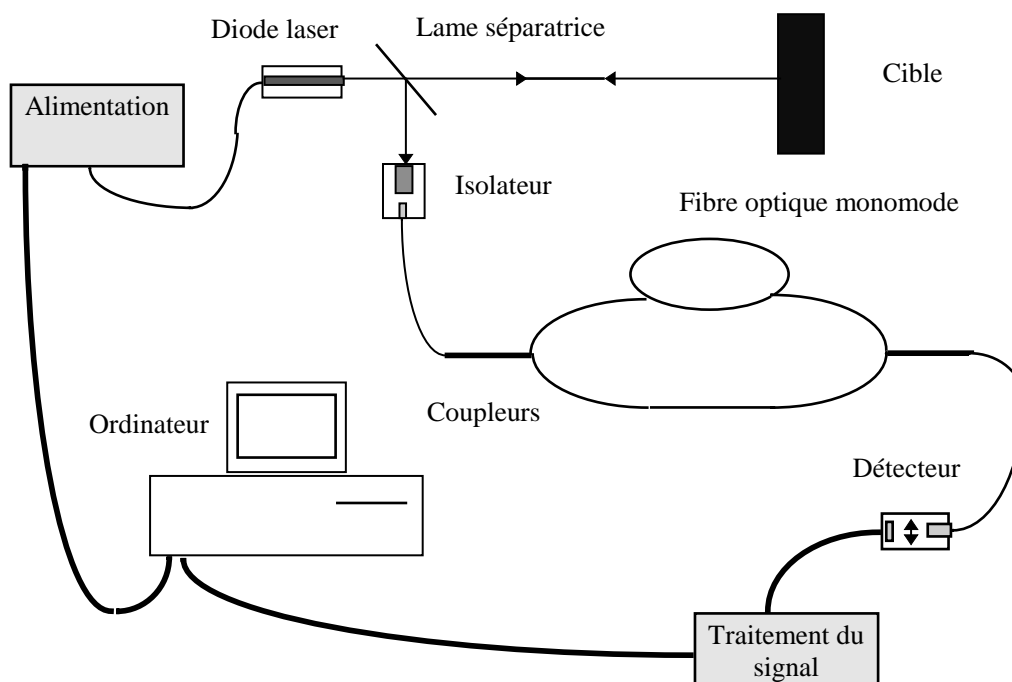 Diode laser
Lame séparatrice
Cible
Alimentation
Isolateur
Fibre optique monomode
Ordinateur
Coupleurs
Détecteur
Traitement du
signal